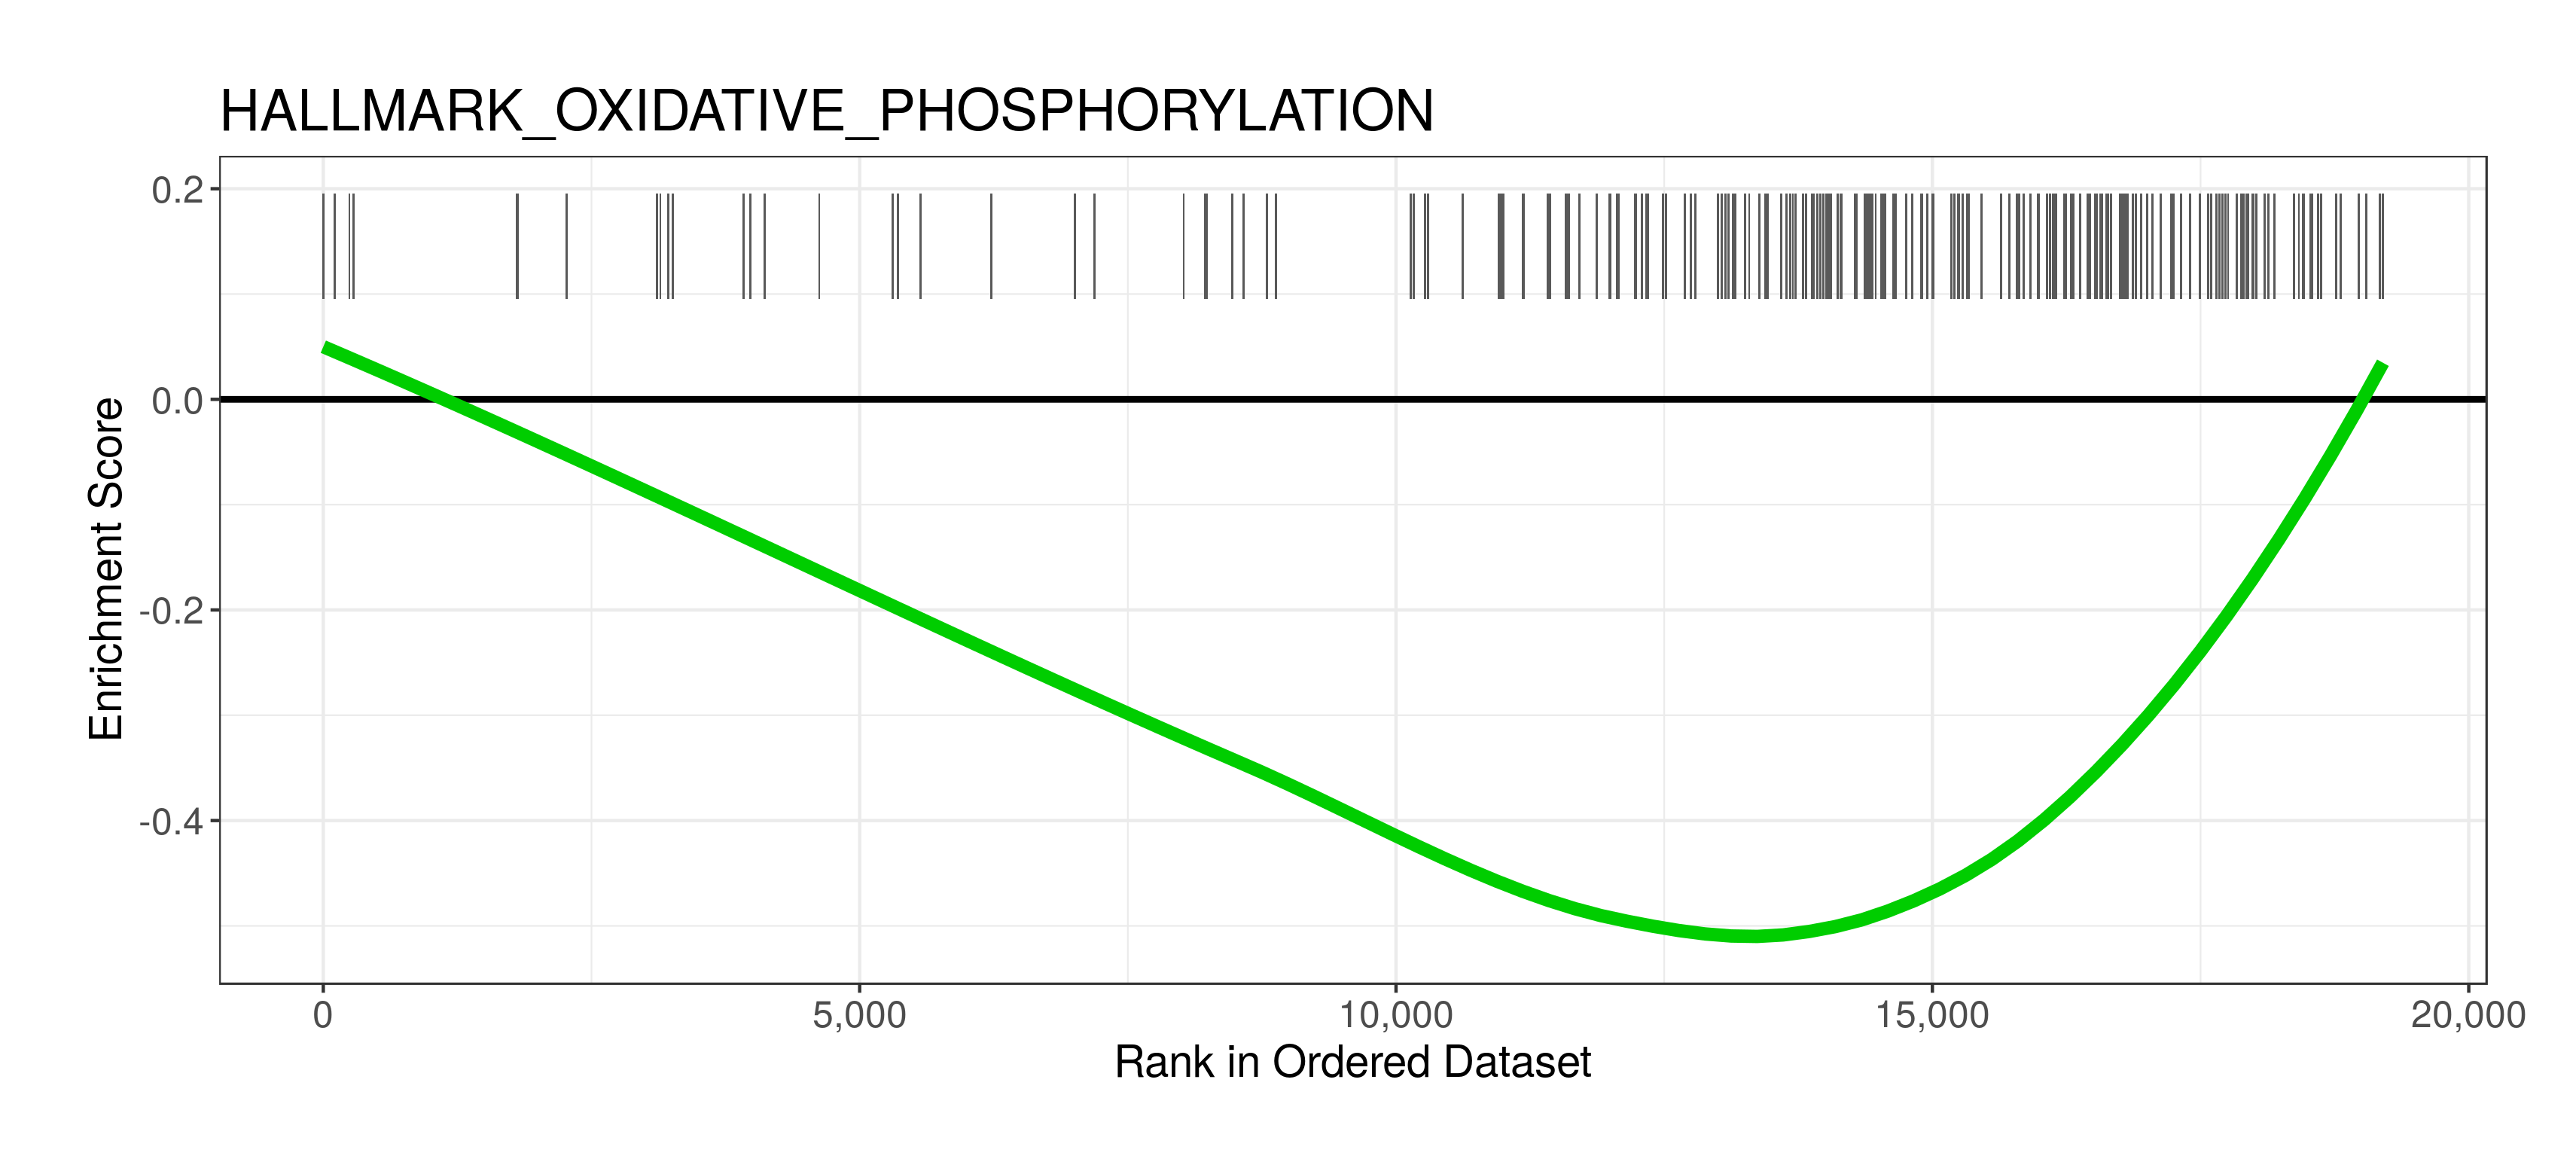 HALLMARK_OXIDATIVE_PHOSPHORYLATION
0.2
0.0
-0.2
-0.4
Enrichment Score
0 5,000 10,000 15,000 20,000
Rank in Ordered Dataset